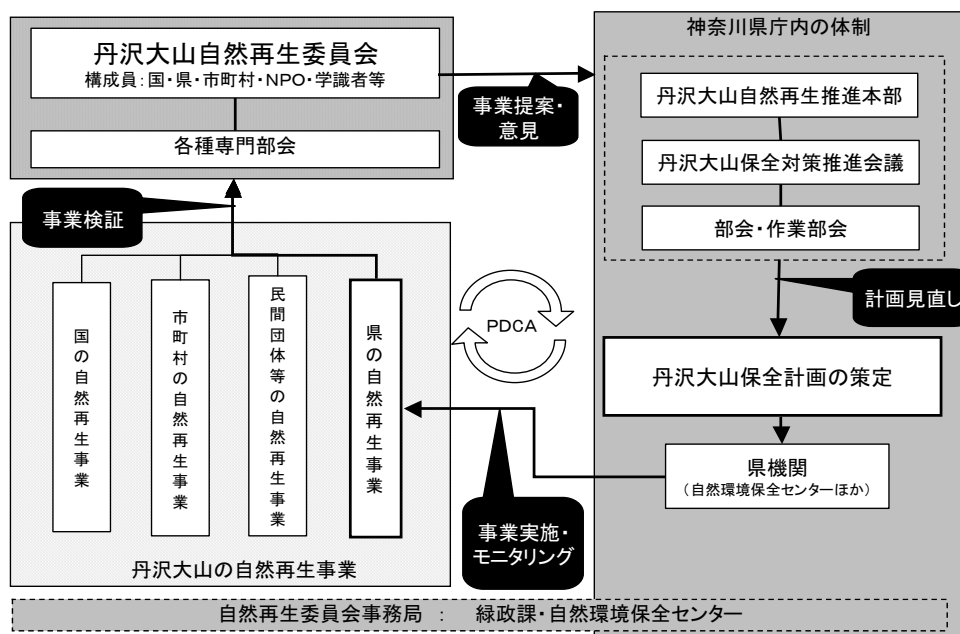 丹沢大山自然再生委員会
構成員:国・県・市町村・NPO・学識者等
各種専門部会
事業提案・
意見
神奈川県庁内の体制
丹沢大山自然再生推進本部
丹沢大山保全対策推進会議
部会・作業部会
計画見直し
丹沢大山保全計画の策定
県機関
(自然環境保全センターほか)
事業検証
国の自然再生事業
市町村の自然再生事業
民間団体等の自然再生事業
県の自然再生事業
PDCA
事業実施・
モニタリング
丹沢大山の自然再生事業
自然再生委員会事務局 : 緑政課・自然環境保全センター